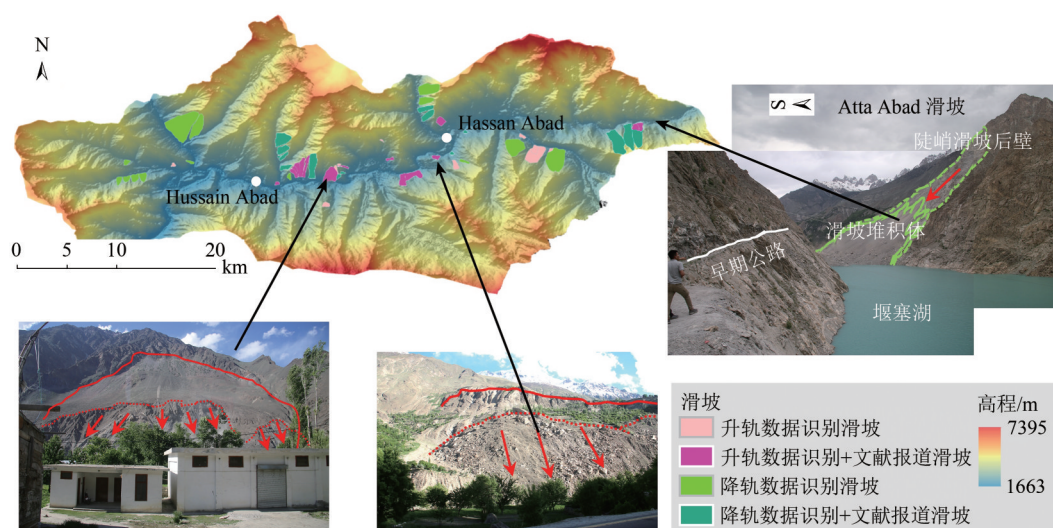 N
Hassan Abad
Hussain Abad
0 10 20
km
S
Atta Abad 滑坡
陡峭滑坡后壁
滑坡堆积体
早期公路
堰塞湖
滑坡
升轨数据识别滑坡
升轨数据识别+文献报道滑坡
降轨数据识别滑坡
降轨数据识别+文献报道滑坡
高程/m
7395
1663